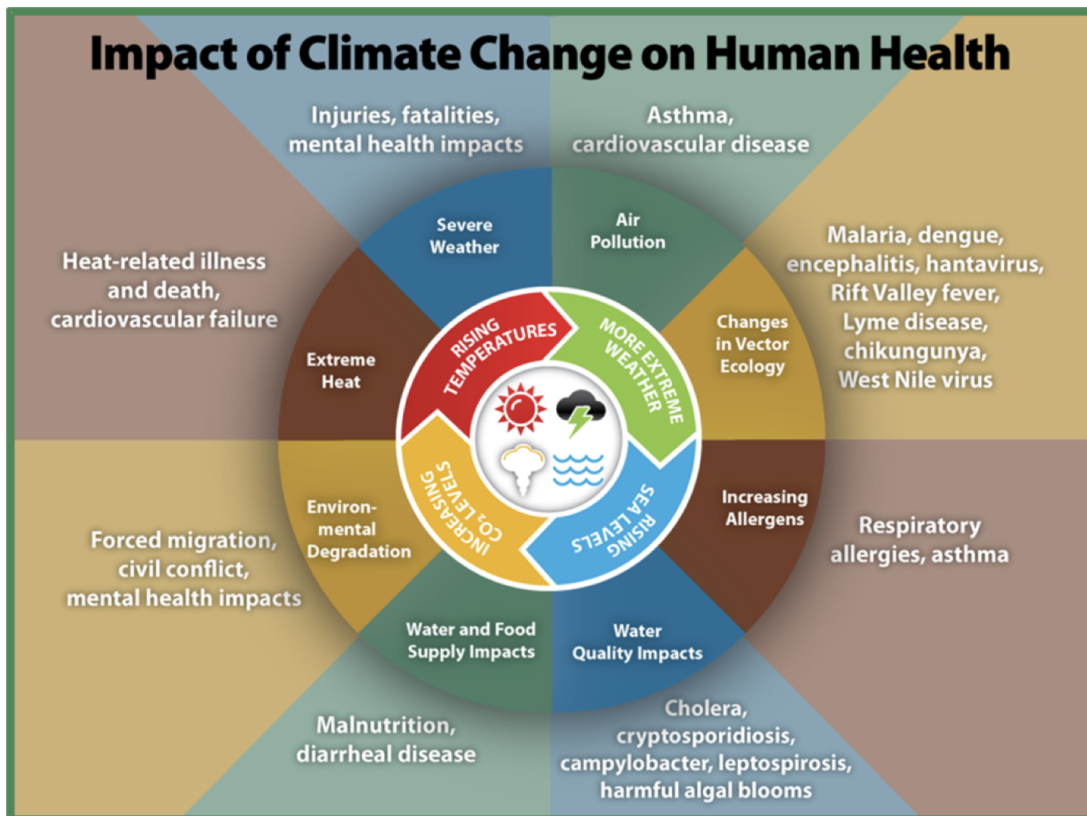 Impact of Climate Change on Human Health
Injuries, fatalities,
mental health impacts
Asthma,
cardiovascular disease
Severe
Weather
Air
Pollution
Heat-related illness
and death,
cardiovascular failure
Extreme
Heat
Changes
in Vector
Ecology
Malaria, dengue,
encephalitis, hantavirus,
Rift Valley fever,
Lyme disease,
chikungunya,
West Nile virus
RISING
TEMPERATURES
MORE EXTREME
WEATHER
INCREASING
CO₂ LEVELS
RISING
SEA LEVELS
Environ-
mental
Degradation
Increasing
Allergens
Forced migration,
civil conflict,
mental health impacts
Respiratory
allergies, asthma
Water and Food
Supply Impacts
Water
Quality Impacts
Malnutrition,
diarrheal disease
Cholera,
cryptosporidiosis,
campylobacter, leptospirosis,
harmful algal blooms